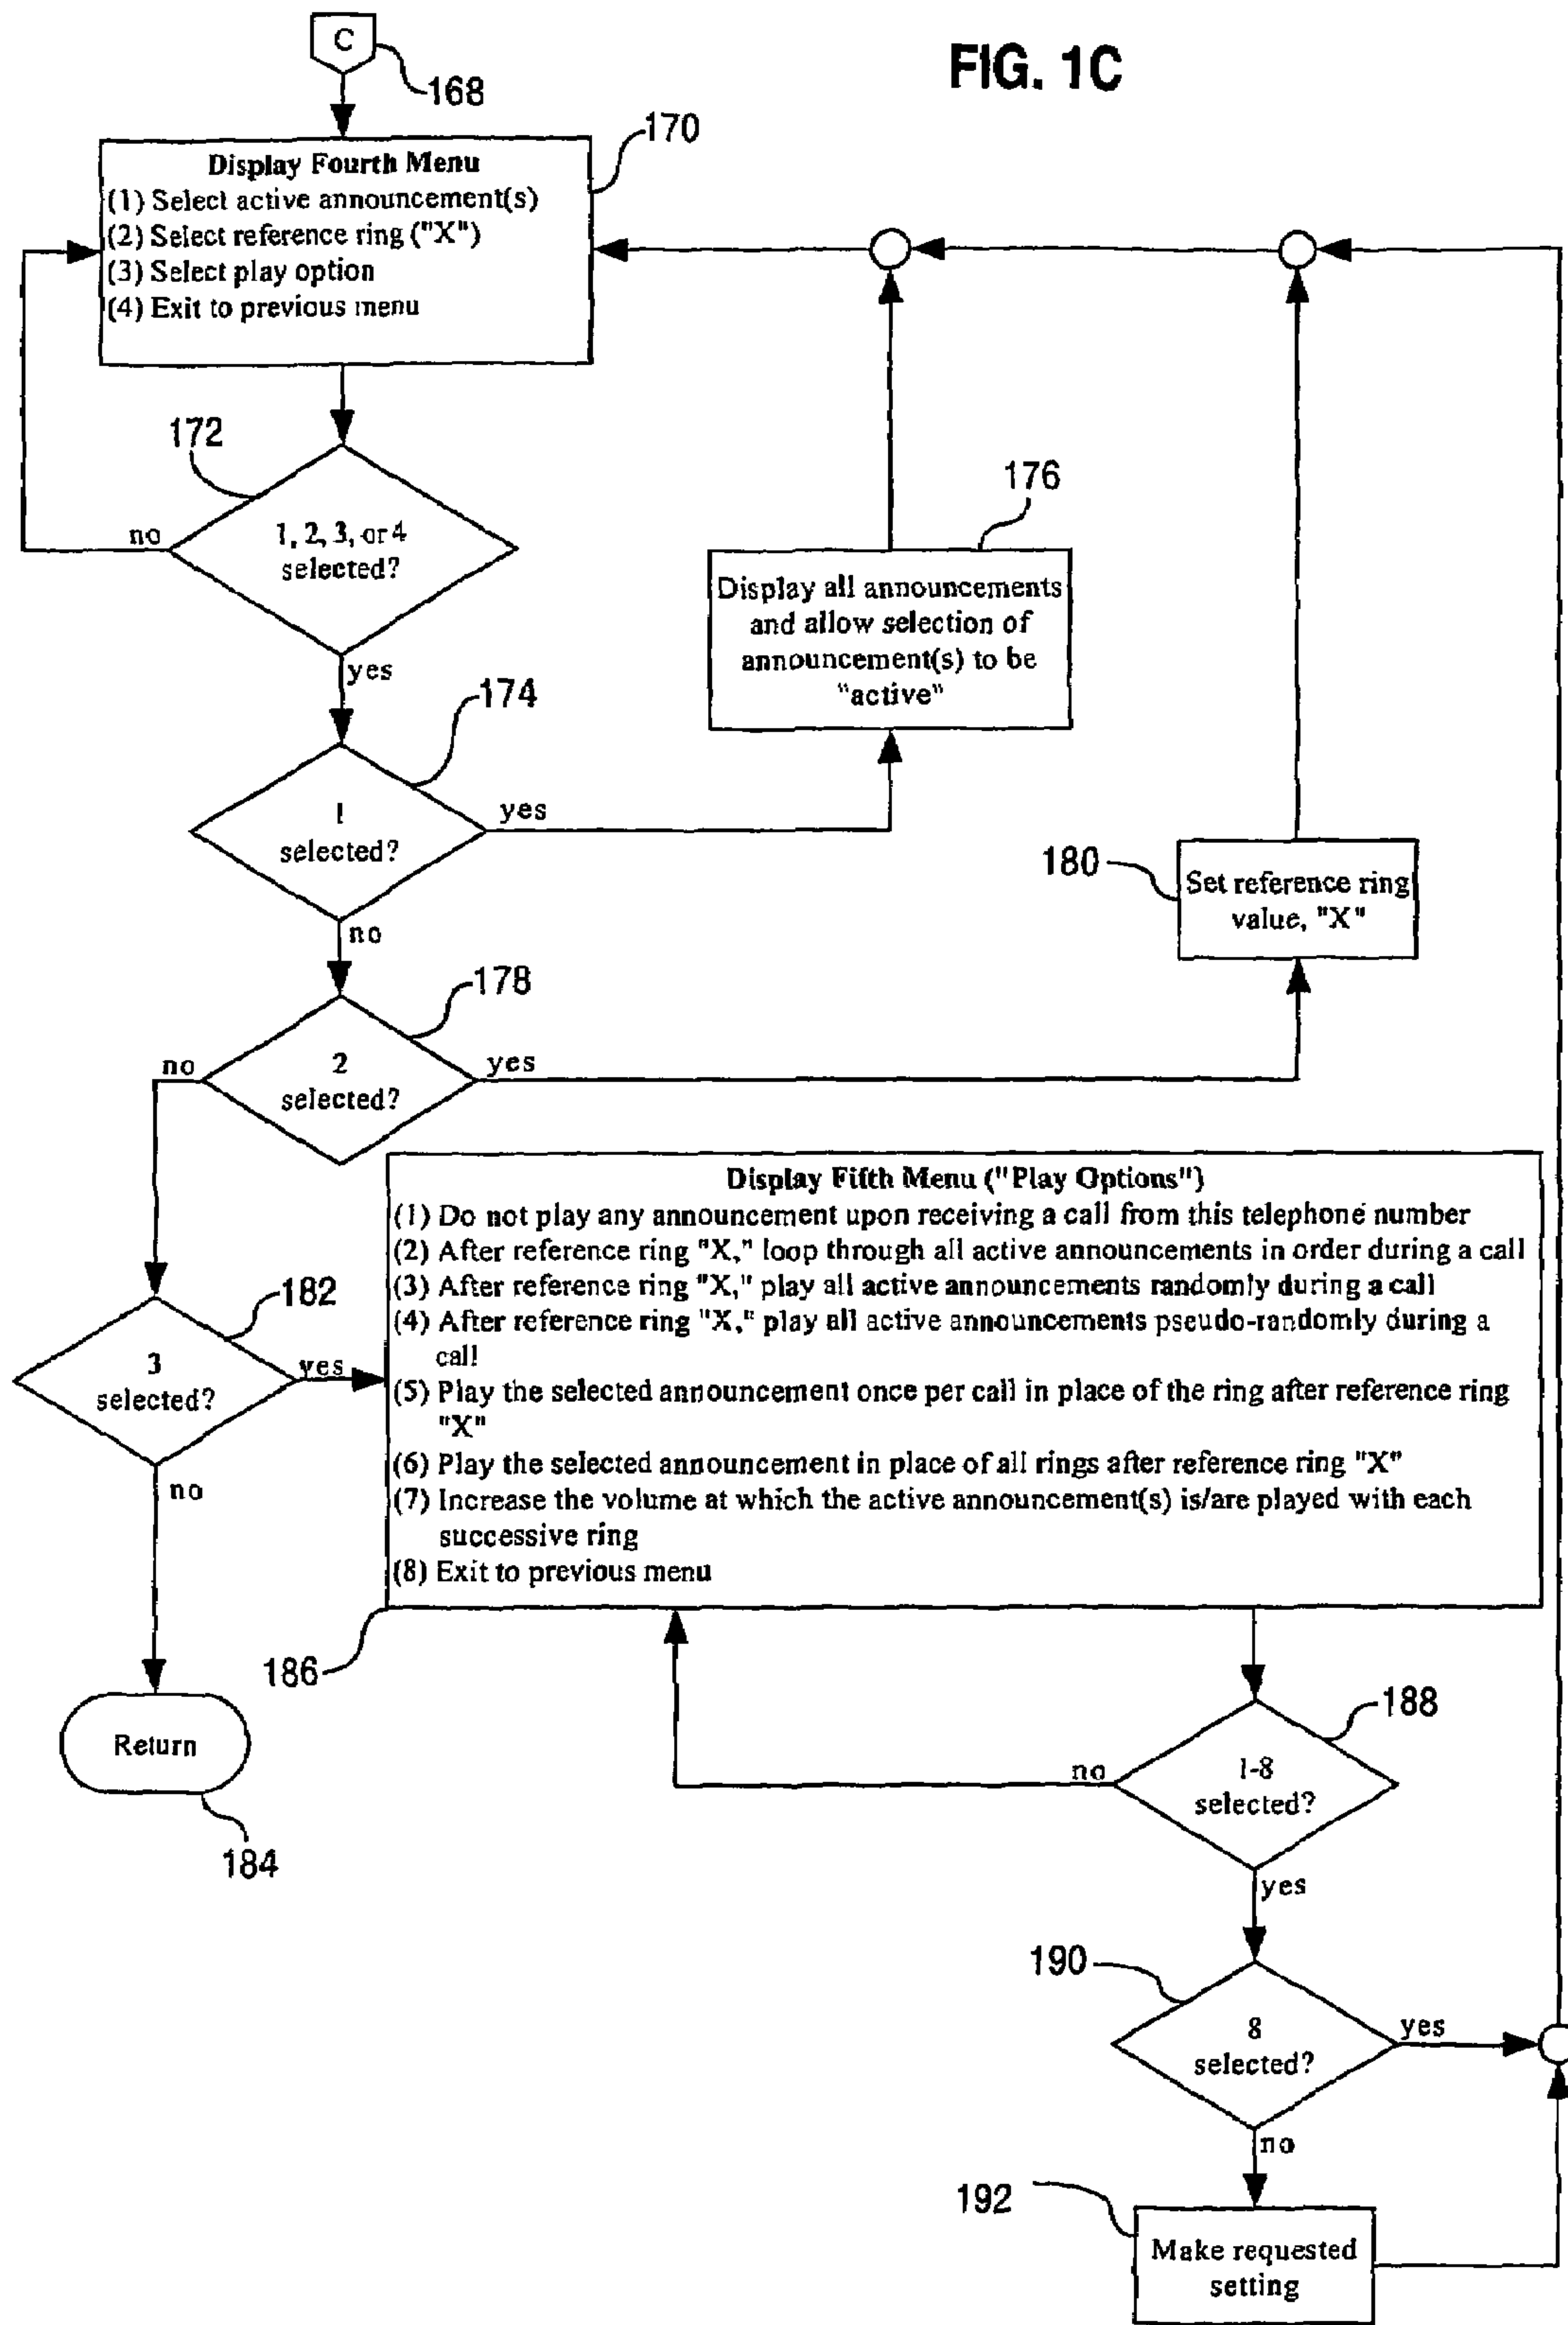 C
FIG. 1C
168
170
Display Fourth Menu
(1) Select active announcement(s)
(2) Select reference ring ("X")
(3) Select play option
(4) Exit to previous menu
172
no
1, 2, 3, or 4
selected?
yes
176
Display all announcements
and allow selection of
announcement(s) to be
"active"
174
1
selected?
yes
no
180
Set reference ring
value, "X"
178
no
2
selected?
yes
Display Fifth Menu ("Play Options")
(1) Do not play any announcement upon receiving a call from this telephone number
(2) After reference ring "X," loop through all active announcements in order during a call
(3) After reference ring "X," play all active announcements randomly during a call
(4) After reference ring "X," play all active announcements pseudo-randomly during a
call
(5) Play the selected announcement once per call in place of the ring after reference ring
"X"
(6) Play the selected announcement in place of all rings after reference ring "X"
(7) Increase the volume at which the active announcement(s) is/are played with each
successive ring
(8) Exit to previous menu
182
3
selected?
yes
no
186
Return
184
188
no
1-8
selected?
yes
190
8
selected?
yes
no
192
Make requested
setting